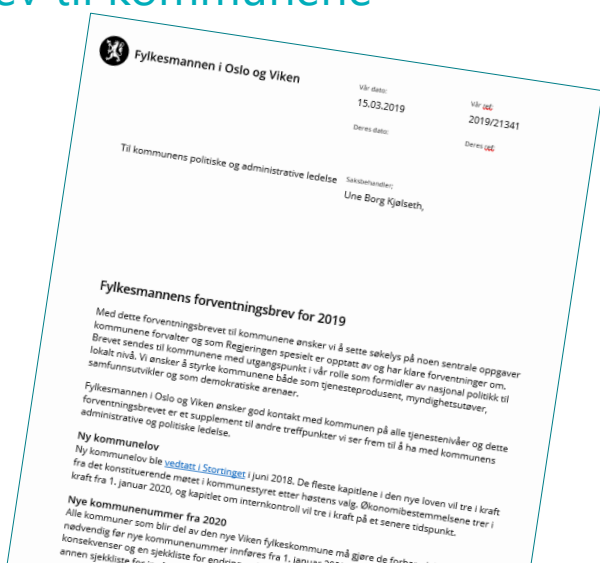 ev til kommunene
Fylkesmannen i Oslo og Viken
Vår dato:
15.03.2019
Vår ref:
2019/21341
Deres dato:
Deres ref:
Til kommunens politiske og administrative ledelse
Saksbehandler:
Une Borg Kjølseth,
Fylkesmannens forventningsbrev for 2019
Med dette forventningsbrevet til kommunene ønsker vi å sette søkelys på noen sentrale oppgaver
kommunene forvalter og som Regjeringen spesielt er opptatt av og har klare forventninger om.
Brevet sendes til kommunene med utgangspunkt i vår rolle som formidler av nasjonal politikk til
lokalt nivå. Vi ønsker å styrke kommunene både som tjenesteprodusent, myndighetsutøver,
samfunnsutvikler og som demokratiske arenaer.
Fylkesmannen i Oslo og Viken ønsker god kontakt med kommunen på alle tjenestenivåer og dette
forventningsbrevet er et supplement til andre treffpunkter vi ser frem til å ha med kommunens
administrative og politiske ledelse.
Ny kommunelov
Ny kommunelov ble vedtatt i Stortinget i juni 2018. De fleste kapitlene i den nye loven vil tre i kraft
fra det konstituerende møtet i kommunestyret etter høstens valg. Økonomibestemmelsene trer i
kraft fra 1. januar 2020, og kapitlet om internkontroll vil tre i kraft på et senere tidspunkt.
Nye kommunenummer fra 2020
Alle kommuner som blir del av den nye Viken fylkeskommune må gjøre de
nødvendig før nye kommunenummer innføres fra 1. januar
konsekvenser og en sjekkliste for
annen sjekkliste for